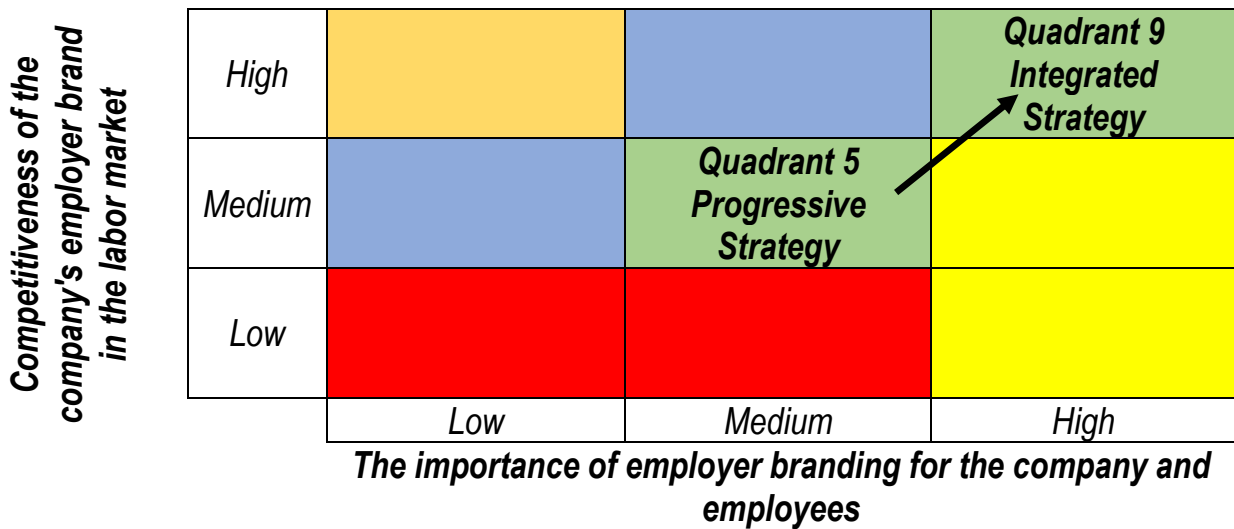 Competitiveness of the
company's employer brand
in the labor market
High
Quadrant 9
Integrated
Strategy
Medium
Quadrant 5
Progressive
Strategy
Low
Low
Medium
High
The importance of employer branding for the company and
employees